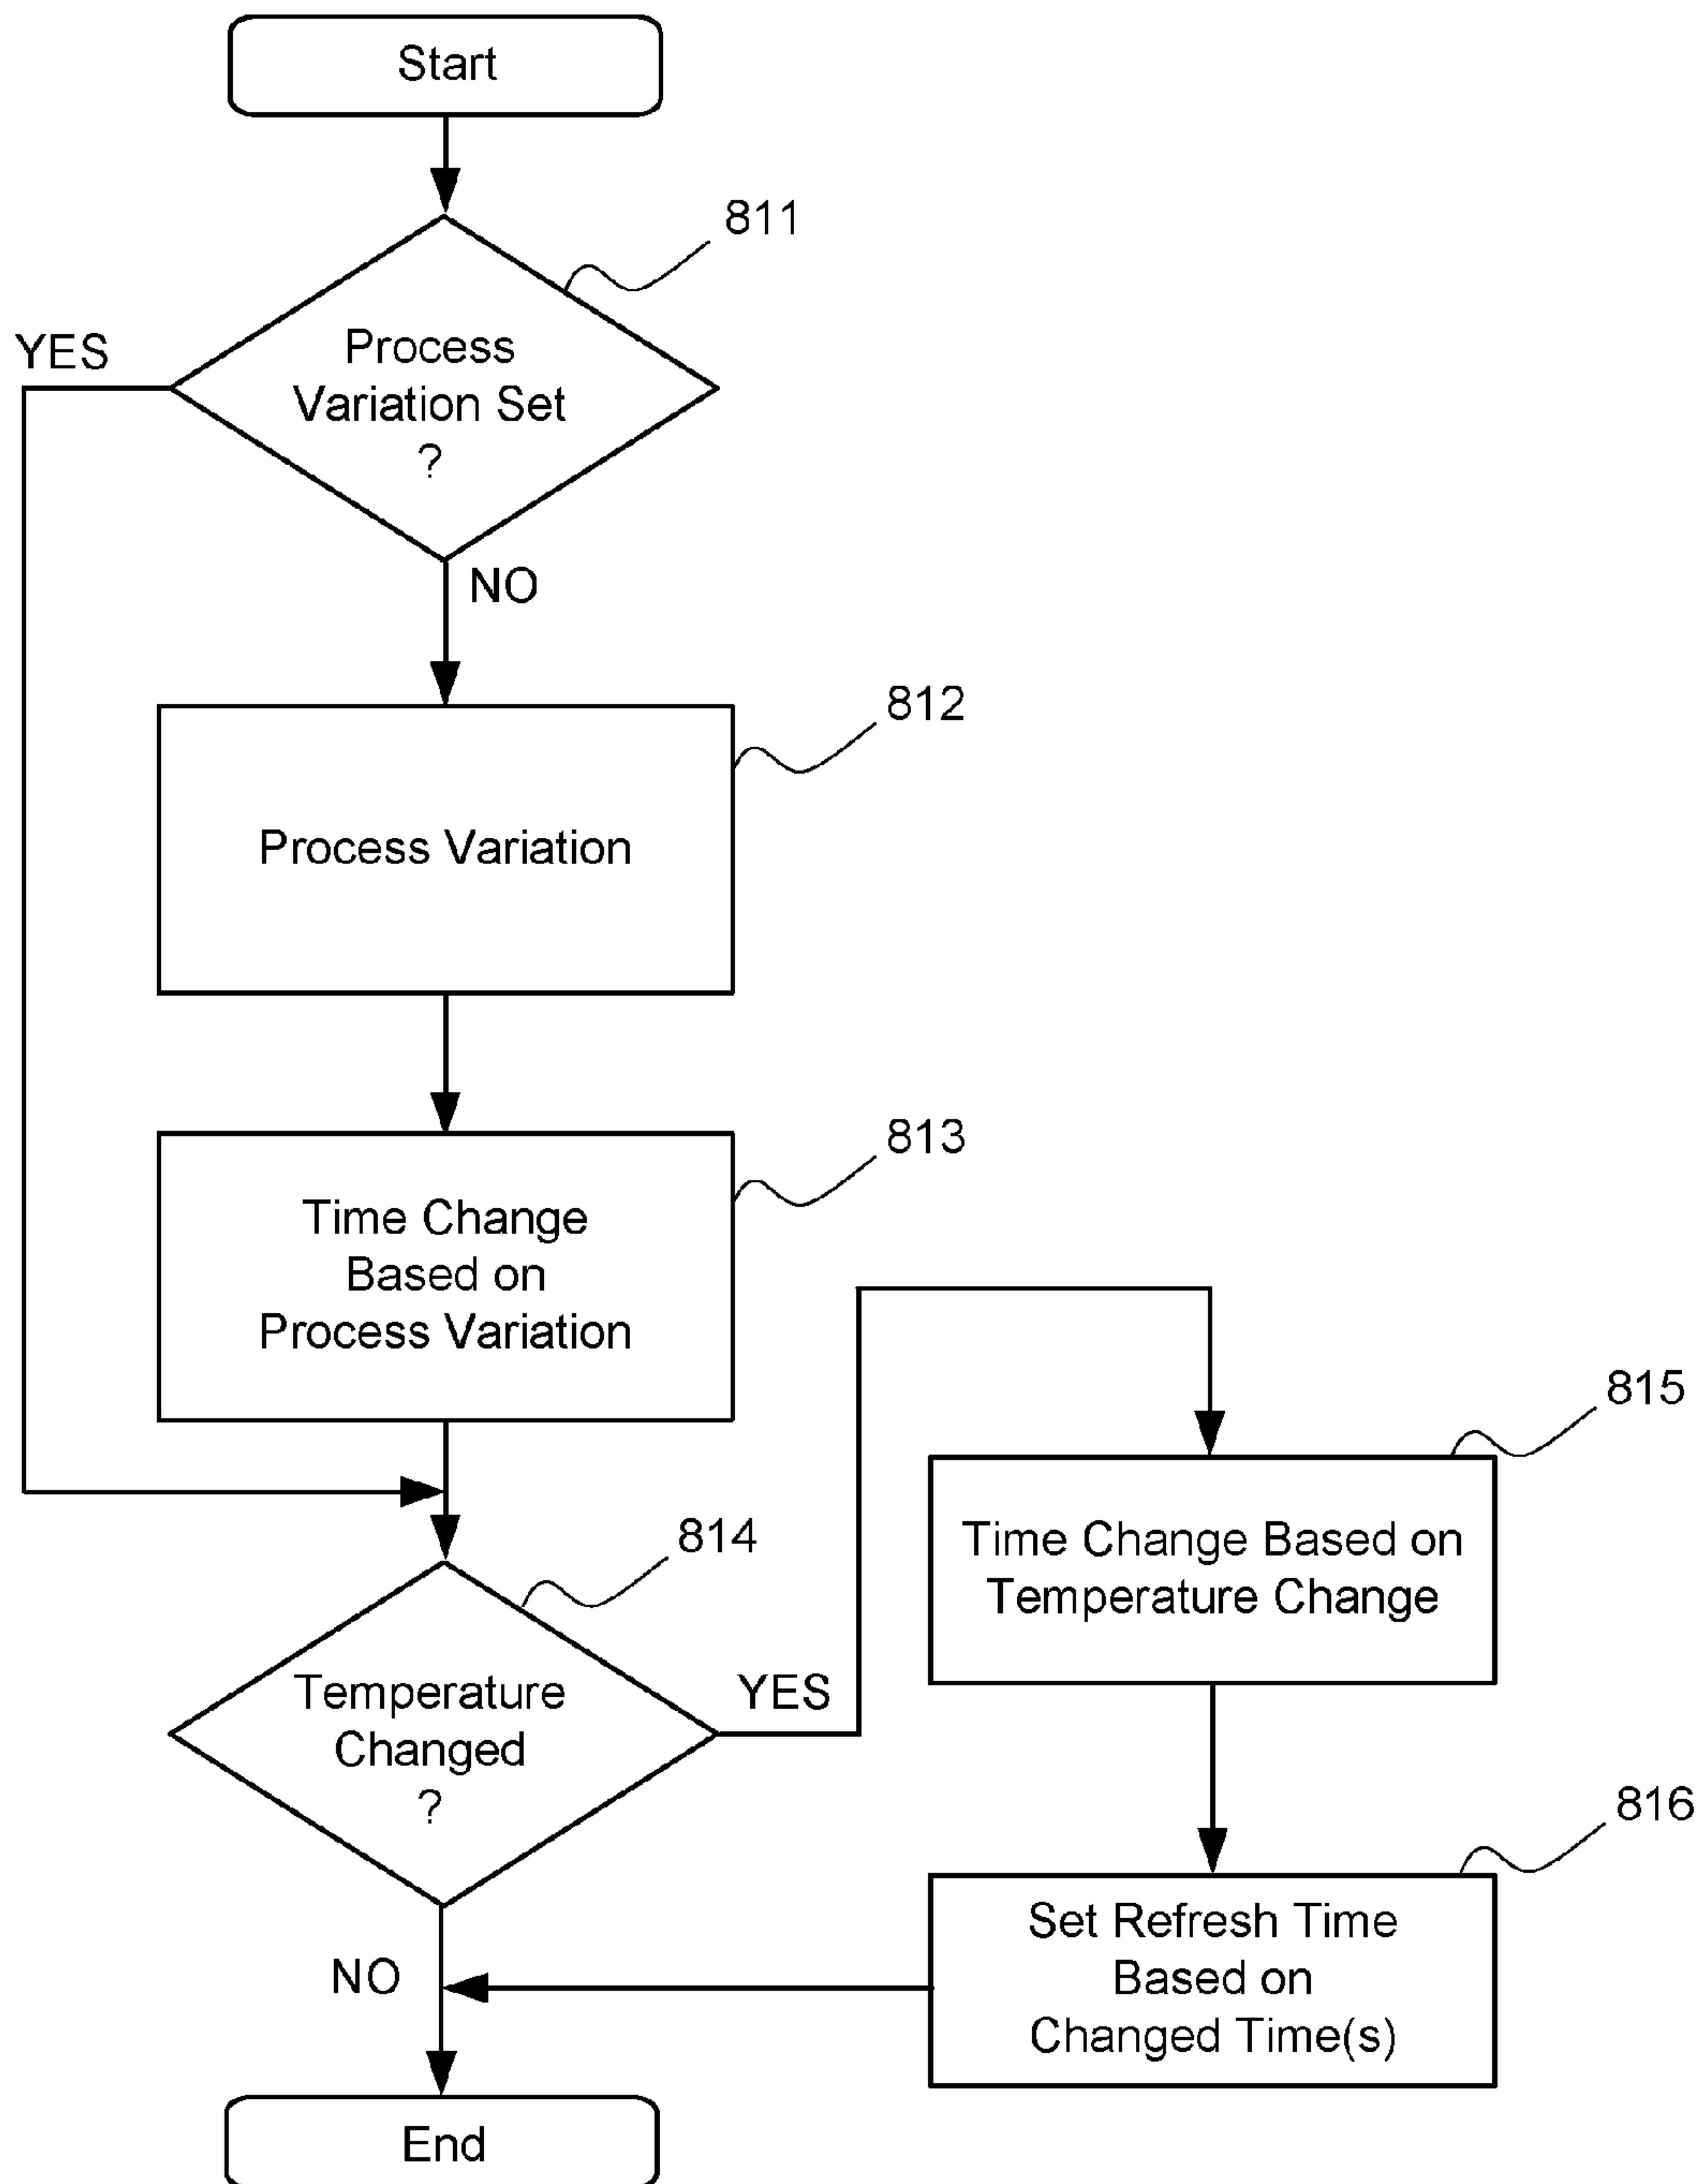 Start
811
YES
Process
Variation Set
?
NO
812
Process Variation
813
Time Change
Based on
Process Variation
815
814
Time Change Based on
Temperature Change
Temperature
Changed
?
YES
816
Set Refresh Time
Based on
Changed Time(s)
NO
End